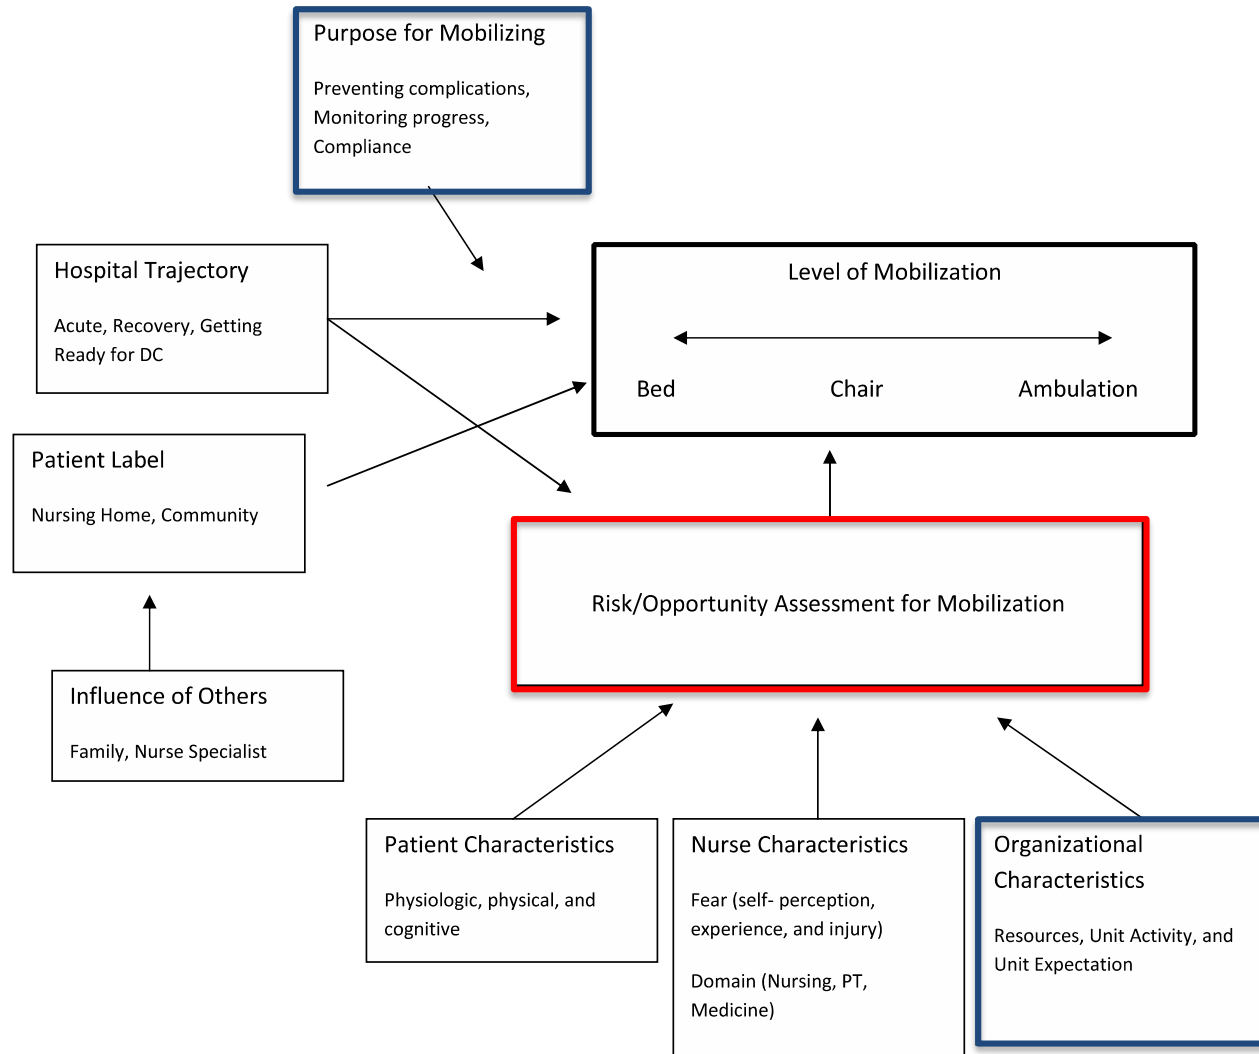 Purpose for Mobilizing
Preventing complications,
Monitoring progress,
Compliance
Hospital Trajectory
Acute, Recovery, Getting
Ready for DC
Level of Mobilization
Bed
Chair
Ambulation
Patient Label
Nursing Home, Community
Risk/Opportunity Assessment for Mobilization
Influence of Others
Family, Nurse Specialist
Patient Characteristics
Physiologic, physical, and
cognitive
Nurse Characteristics
Fear (self- perception,
experience, and injury)
Domain (Nursing, PT,
Medicine)
Organizational
Characteristics
Resources, Unit Activity, and
Unit Expectation